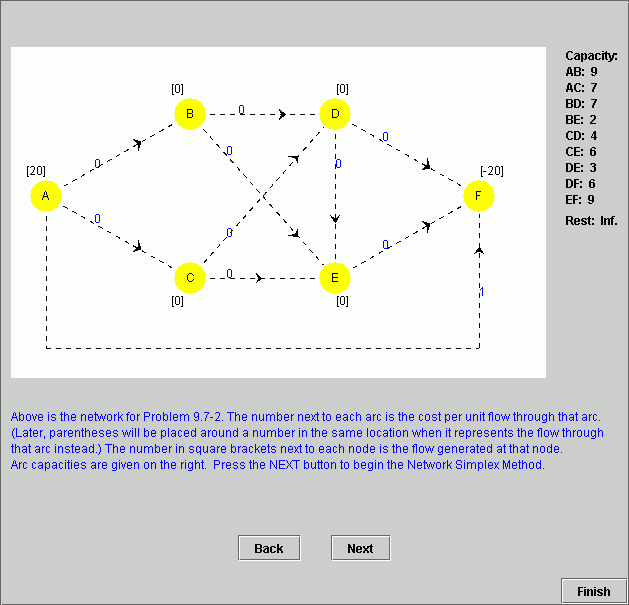 Capacity:
AB: 9
AC: 7
BD: 7
BE: 2
CD: 4
CE: 6
DE: 3
DF: 6
EF: 9
Rest: Inf.
[0] [0]
B 0 D
0 0 0 0
[20] [-20]
A F
0 0 0
C 0 E
[0] [0]
1
Above is the network for Problem 9.7-2. The number next to each arc is the cost per unit flow through that arc.
(Later, parentheses will be placed around a number in the same location when it represents the flow through
that arc instead.) The number in square brackets next to each node is the flow generated at that node.
Arc capacities are given on the right. Press the NEXT button to begin the Network Simplex Method.
Back Next
Finish